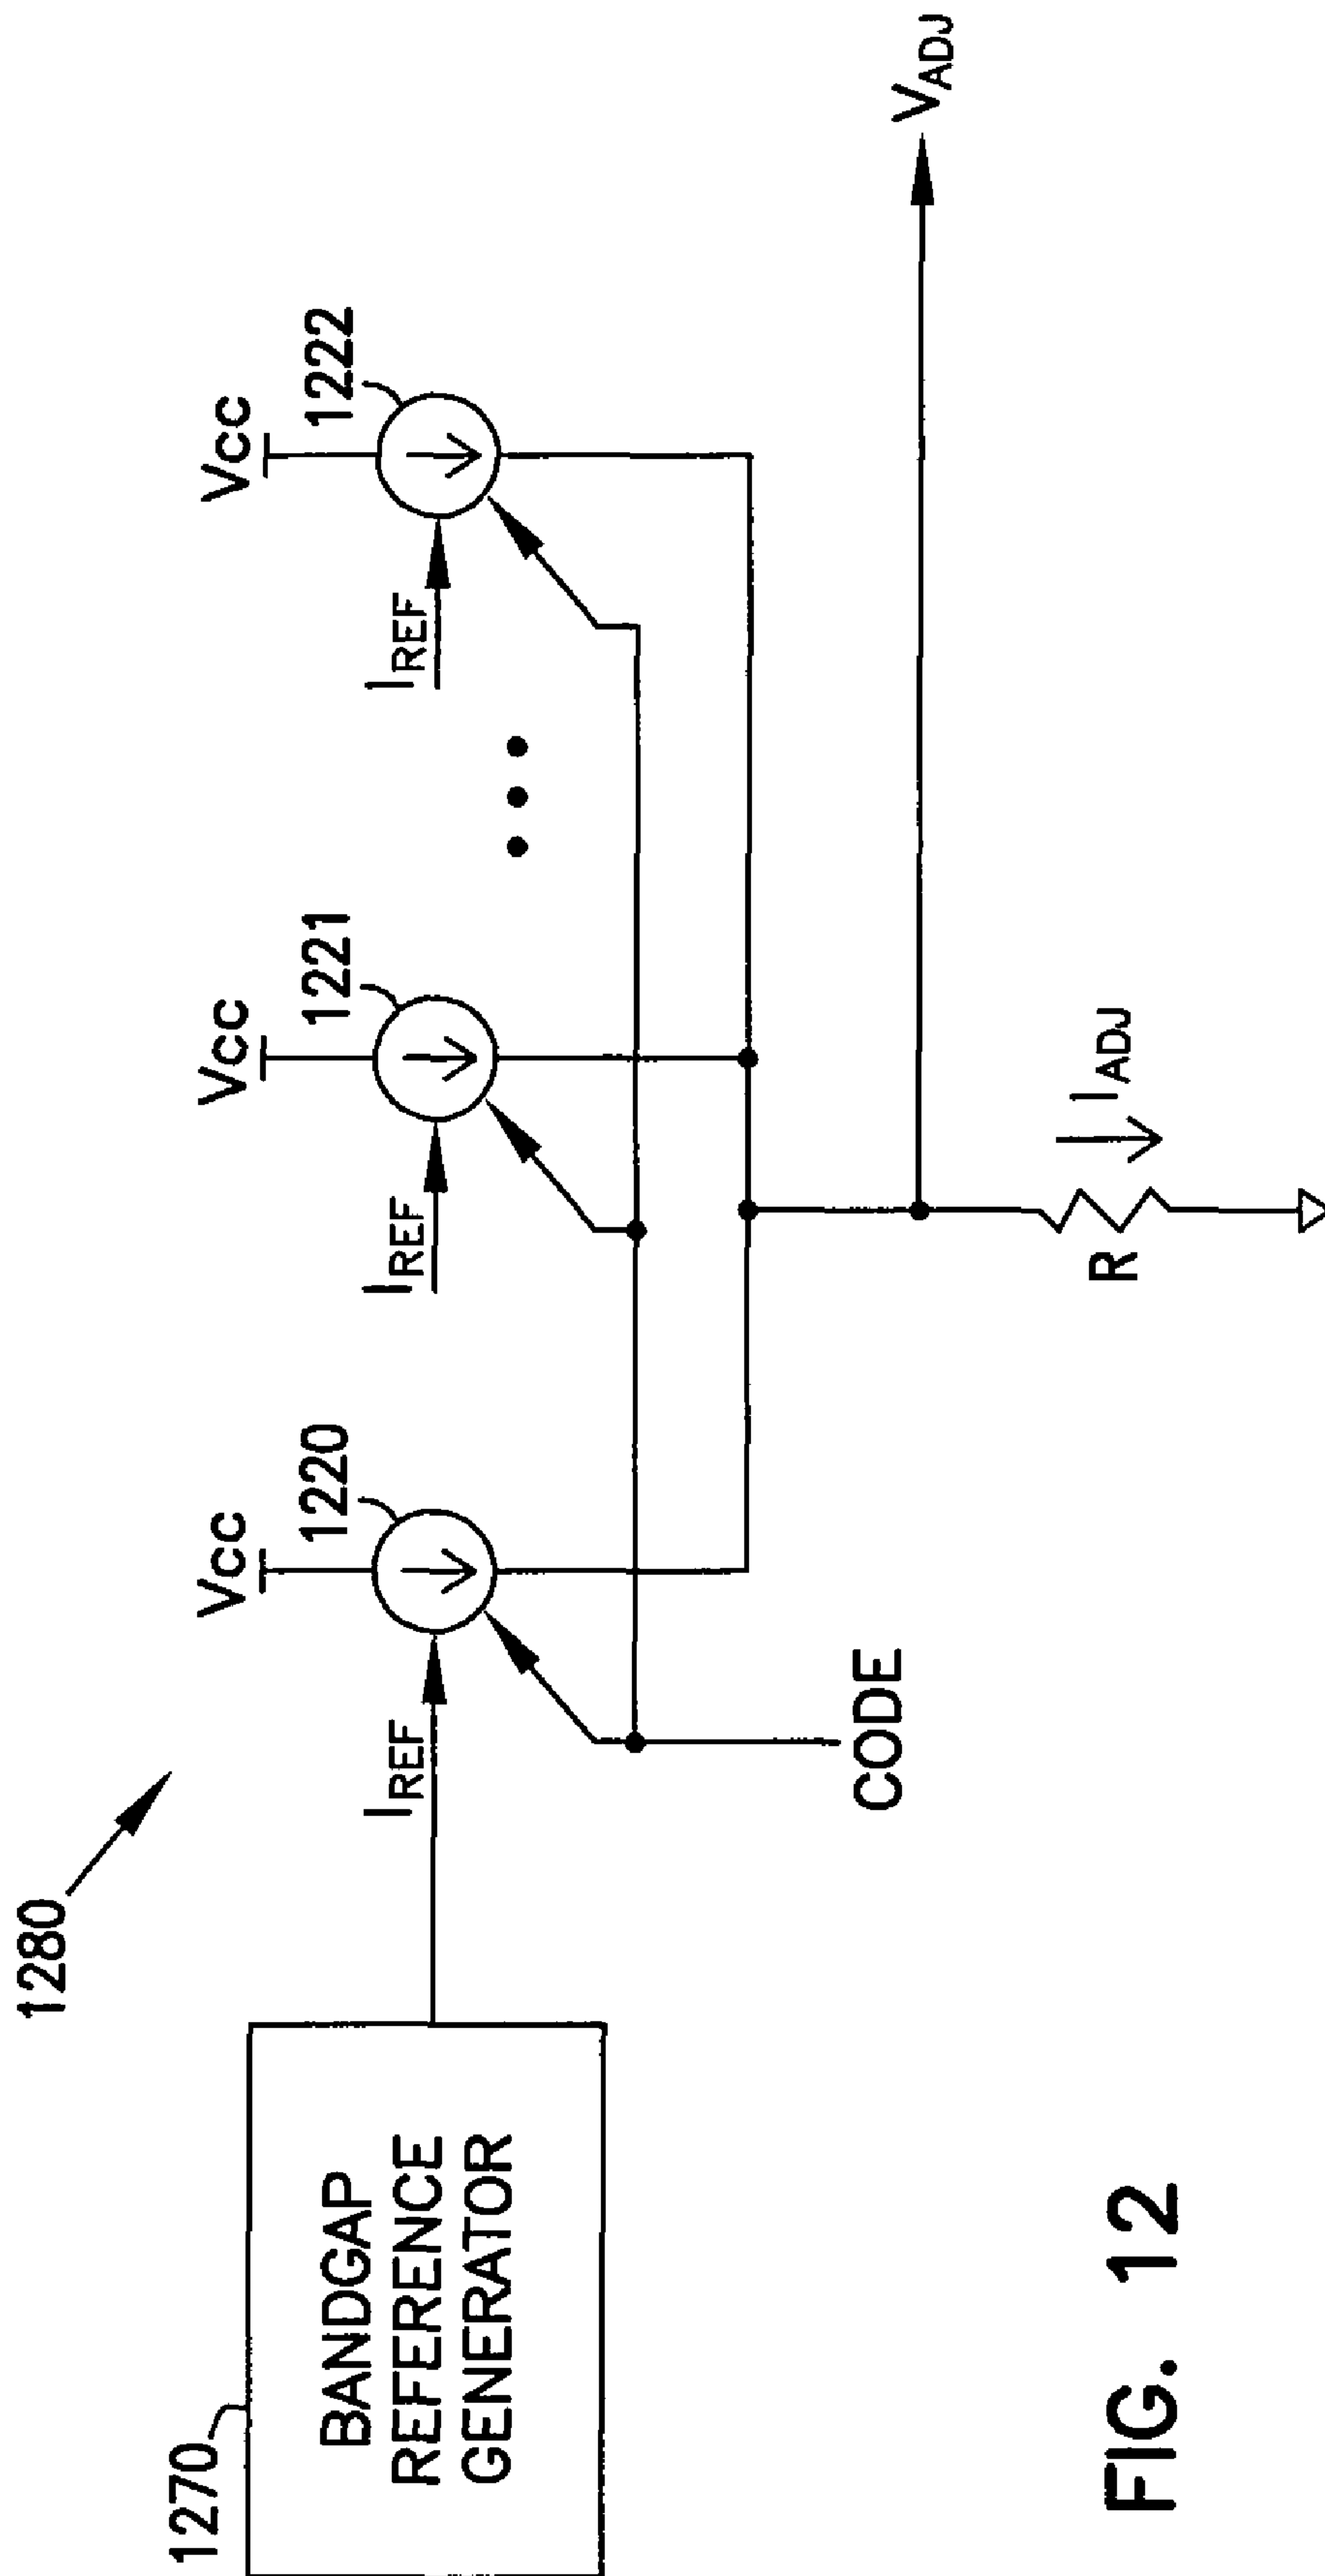 1280
1270
BANDGAP
REFERENCE
GENERATOR
IREF
VCC
1220
IREF
VCC
1221
IREF
VCC
1222
CODE
VADJ
R
IADJ
FIG. 12